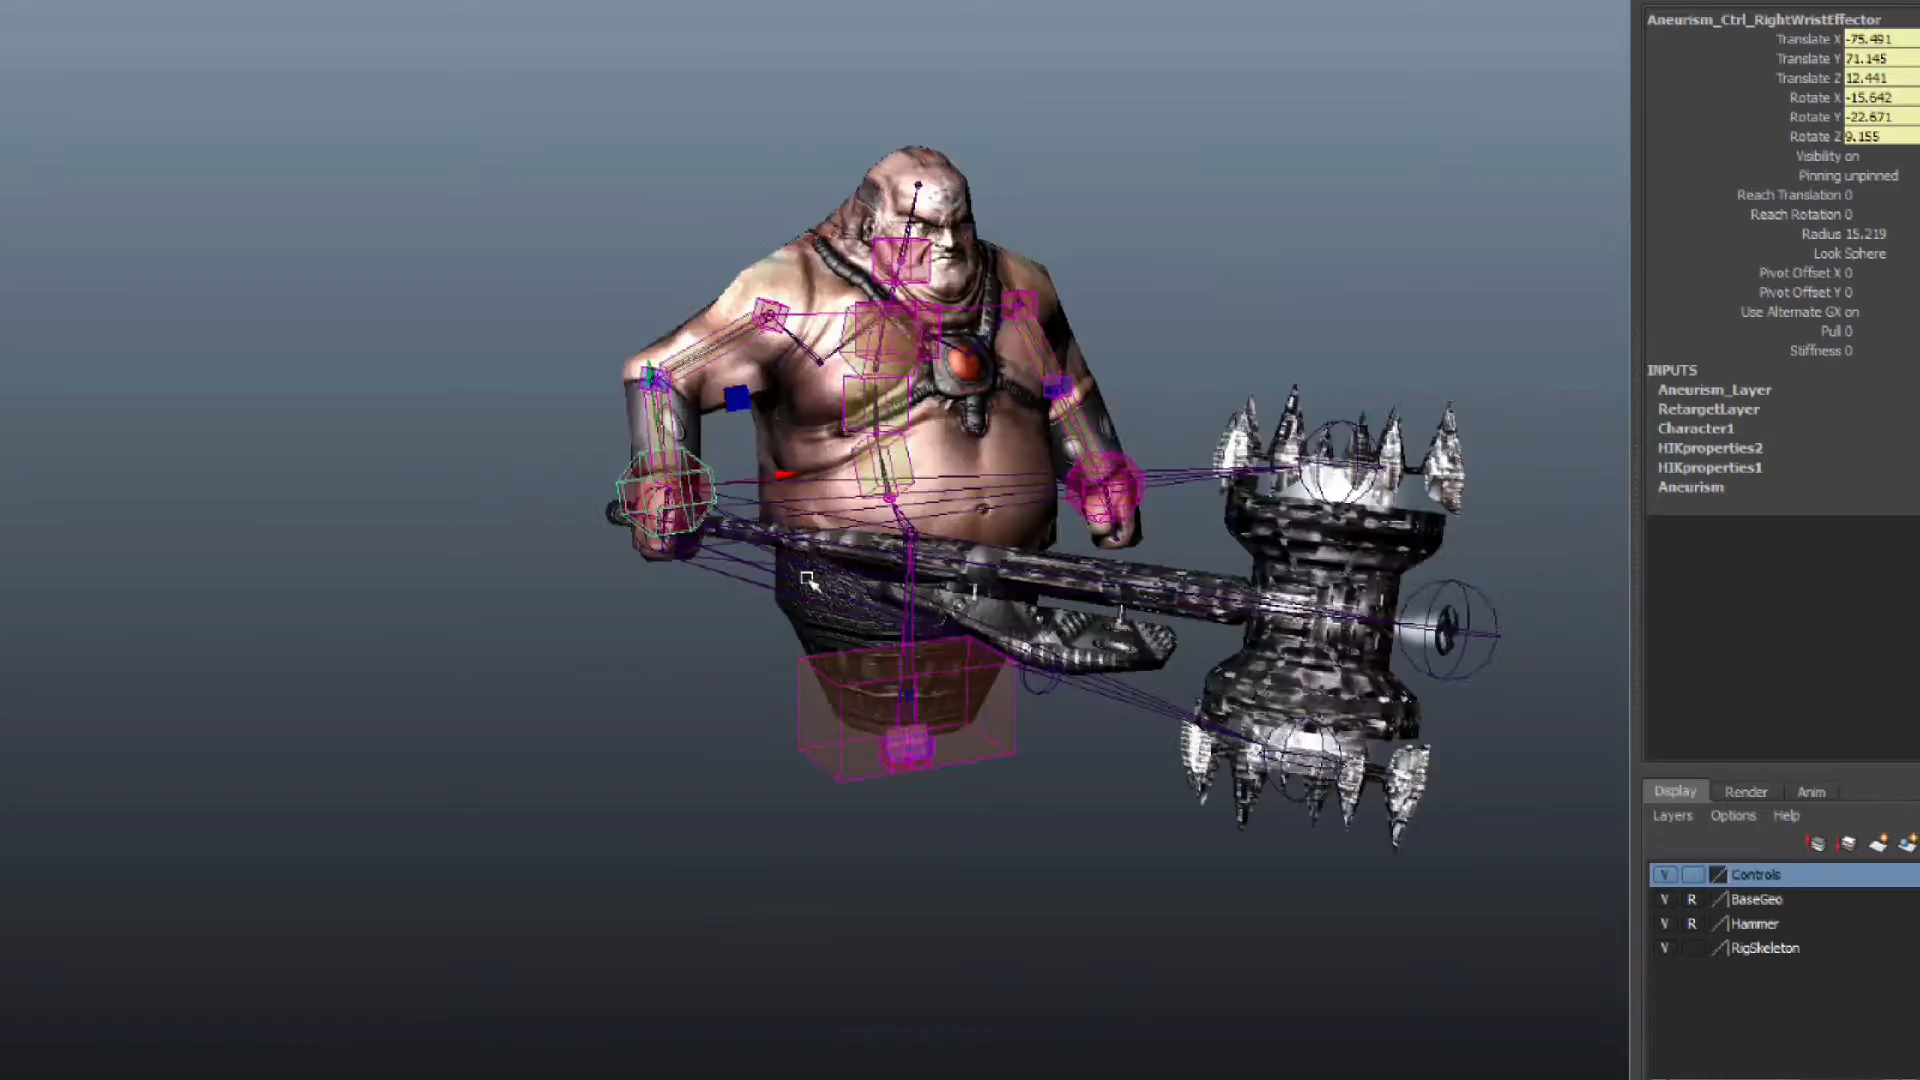 Aneurism_Ctrl_RightWristEffector
Translate X -75.491
Translate Y 71.145
Translate Z 12.441
Rotate X -15.642
Rotate Y -22.671
Rotate Z 9.155
Visibility on
Pinning unpinned
Reach Translation 0
Reach Rotation 0
Radius 15.219
Look Sphere
Pivot Offset X 0
Pivot Offset Y 0
Use Alternate GX on
Pull 0
Stiffness 0
INPUTS
Aneurism_Layer
RetargetLayer
Character1
HIKproperties2
HIKproperties1
Aneurism
Display Render Anim
Layers Options Help
V Controls
V R BaseGeo
V R Hammer
V RigSkeleton